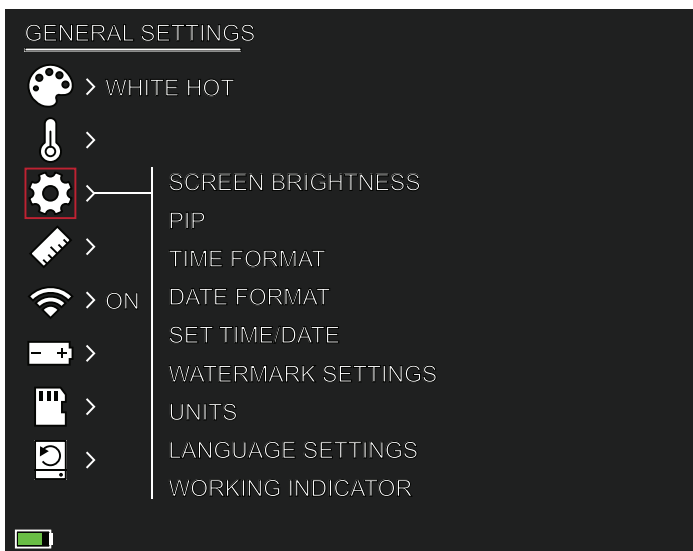 GENERAL SETTINGS
WHITE HOT
SCREEN BRIGHTNESS
PIP
TIME FORMAT
DATE FORMAT
ON
SET TIME/DATE
WATERMARK SETTINGS
UNITS
LANGUAGE SETTINGS
WORKING INDICATOR